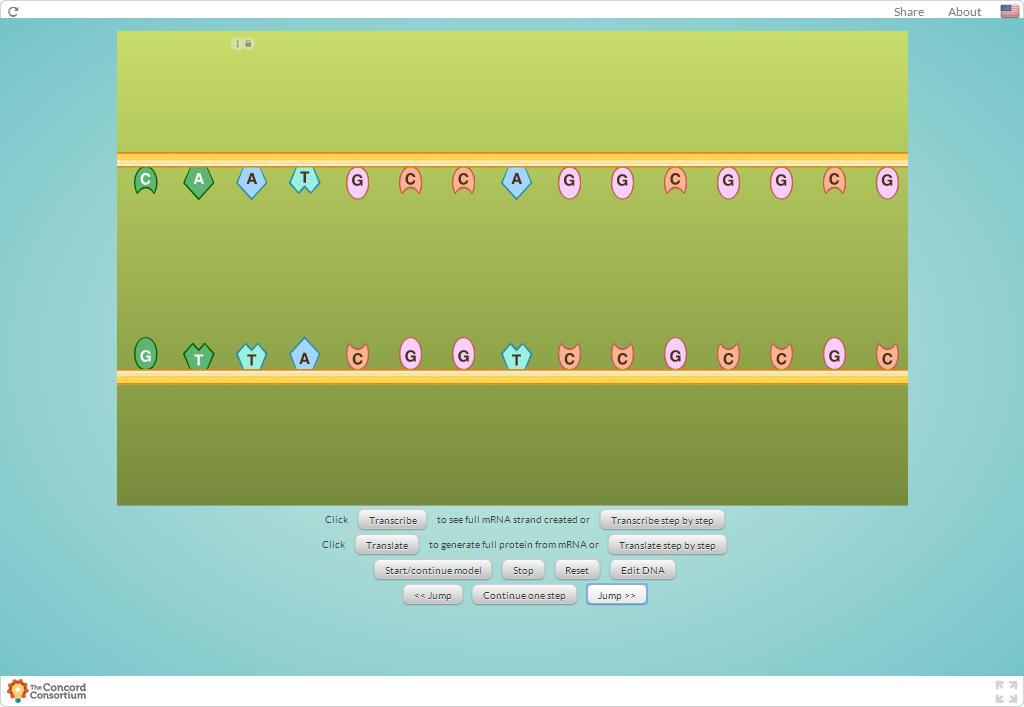 Share About
C A A T G C C A G G C G G C G
G T T A C G G T C C G C C G C
Click Transcribe to see full mRNA strand created or Transcribe step by step
Click Translate to generate full protein from mRNA or Translate step by step
Start/continue model Stop Reset Edit DNA
<< Jump Continue one step Jump >>
The Concord
Consortium